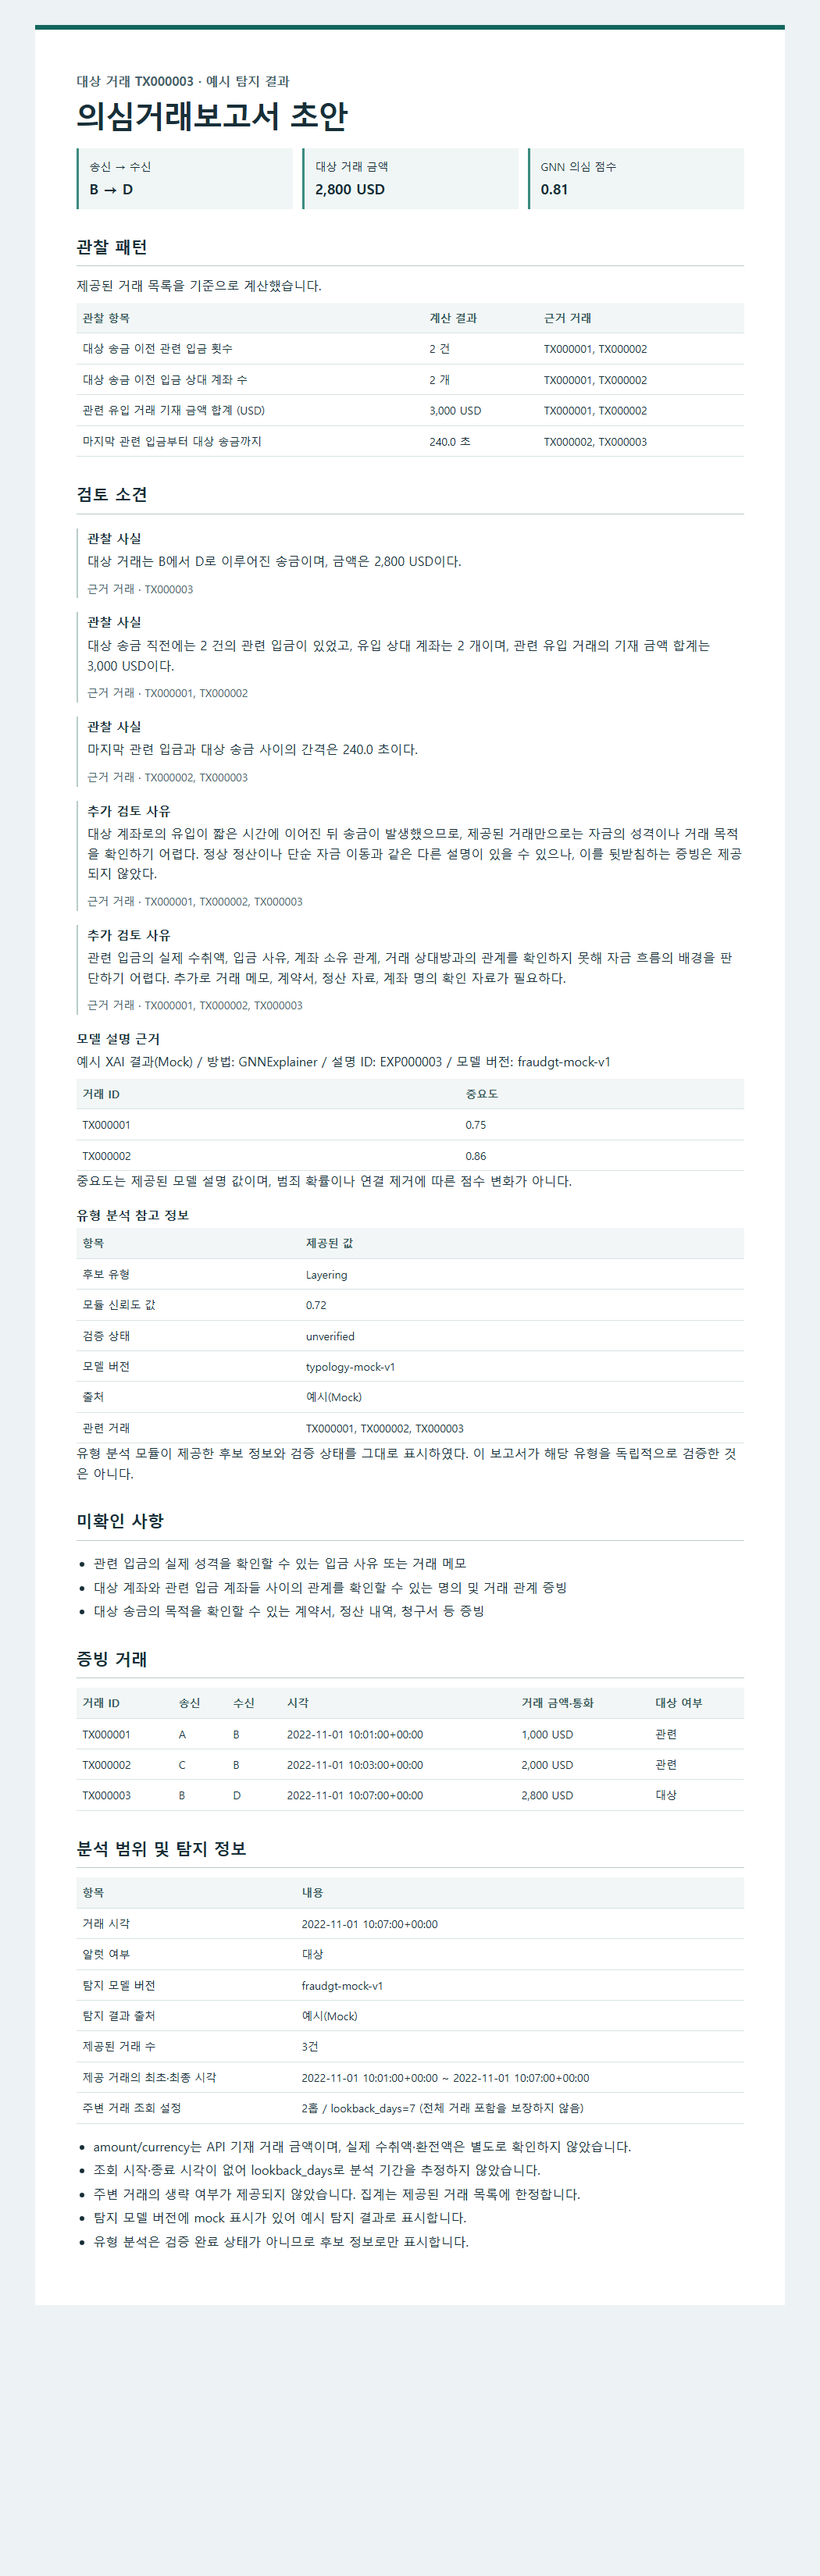 대상 거래 TX000003 · 예시 탐지 결과
의심거래보고서 초안
송신 → 수신
B → D
대상 거래 금액
2,800 USD
GNN 의심 점수
0.81
관찰 패턴
제공된 거래 목록을 기준으로 계산했습니다.
관찰 항목 계산 결과 근거 거래
대상 송금 이전 관련 입금 횟수 2 건 TX000001, TX000002
대상 송금 이전 입금 상대 계좌 수 2 개 TX000001, TX000002
관련 유입 거래 기재 금액 합계 (USD) 3,000 USD TX000001, TX000002
마지막 관련 입금부터 대상 송금까지 240.0 초 TX000002, TX000003
검토 소견
관찰 사실
대상 거래는 B에서 D로 이루어진 송금이며, 금액은 2,800 USD이다.
근거 거래 · TX000003
관찰 사실
대상 송금 직전에는 2 건의 관련 입금이 있었고, 유입 상대 계좌는 2 개이며, 관련 유입 거래의 기재 금액 합계는
3,000 USD이다.
근거 거래 · TX000001, TX000002
관찰 사실
마지막 관련 입금과 대상 송금 사이의 간격은 240.0 초이다.
근거 거래 · TX000002, TX000003
추가 검토 사유
대상 계좌로의 유입이 짧은 시간에 이어진 뒤 송금이 발생했으므로, 제공된 거래만으로는 자금의 성격이나 거래 목적
을 확인하기 어렵다. 정상 정산이나 단순 자금 이동과 같은 다른 설명이 있을 수 있으나, 이를 뒷받침하는 증빙은 제공
되지 않았다.
근거 거래 · TX000001, TX000002, TX000003
추가 검토 사유
관련 입금의 실제 수취액, 입금 사유, 계좌 소유 관계, 거래 상대방과의 관계를 확인하지 못해 자금 흐름의 배경을 판
단하기 어렵다. 추가로 거래 메모, 계약서, 정산 자료, 계좌 명의 확인 자료가 필요하다.
근거 거래 · TX000001, TX000002, TX000003
모델 설명 근거
예시 XAI 결과(Mock) / 방법: GNNExplainer / 설명 ID: EXP000003 / 모델 버전: fraudgt-mock-v1
거래 ID 중요도
TX000001 0.75
TX000002 0.86
중요도는 제공된 모델 설명 값이며, 범죄 확률이나 연결 제거에 따른 점수 변화가 아니다.
유형 분석 참고 정보
항목 제공된 값
후보 유형 Layering
모듈 신뢰도 값 0.72
검증 상태 unverified
모델 버전 typology-mock-v1
출처 예시(Mock)
관련 거래 TX000001, TX000002, TX000003
유형 분석 모듈이 제공한 후보 정보와 검증 상태를 그대로 표시하였다. 이 보고서가 해당 유형을 독립적으로 검증한 것
은 아니다.
미확인 사항
• 관련 입금의 실제 성격을 확인할 수 있는 입금 사유 또는 거래 메모
• 대상 계좌와 관련 입금 계좌들 사이의 관계를 확인할 수 있는 명의 및 거래 관계 증빙
• 대상 송금의 목적을 확인할 수 있는 계약서, 정산 내역, 청구서 등 증빙
증빙 거래
거래 ID 송신 수신 시각 거래 금액·통화 대상 여부
TX000001 A B 2022-11-01 10:01:00+00:00 1,000 USD 관련
TX000002 C B 2022-11-01 10:03:00+00:00 2,000 USD 관련
TX000003 B D 2022-11-01 10:07:00+00:00 2,800 USD 대상
분석 범위 및 탐지 정보
항목 내용
거래 시각 2022-11-01 10:07:00+00:00
알럿 여부 대상
탐지 모델 버전 fraudgt-mock-v1
탐지 결과 출처 예시(Mock)
제공된 거래 수 3건
제공 거래의 최초·최종 시각 2022-11-01 10:01:00+00:00 ~ 2022-11-01 10:07:00+00:00
주변 거래 조회 설정 2홉 / lookback_days=7 (전체 거래 포함을 보장하지 않음)
• amount/currency는 API 기재 거래 금액이며, 실제 수취액·환전액은 별도로 확인하지 않았습니다.
• 조회 시작·종료 시각이 없어 lookback_days로 분석 기간을 추정하지 않았습니다.
• 주변 거래의 생략 여부가 제공되지 않았습니다. 집계는 제공된 거래 목록에 한정합니다.
• 탐지 모델 버전에 mock 표시가 있어 예시 탐지 결과로 표시합니다.
• 유형 분석은 검증 완료 상태가 아니므로 후보 정보로만 표시합니다.